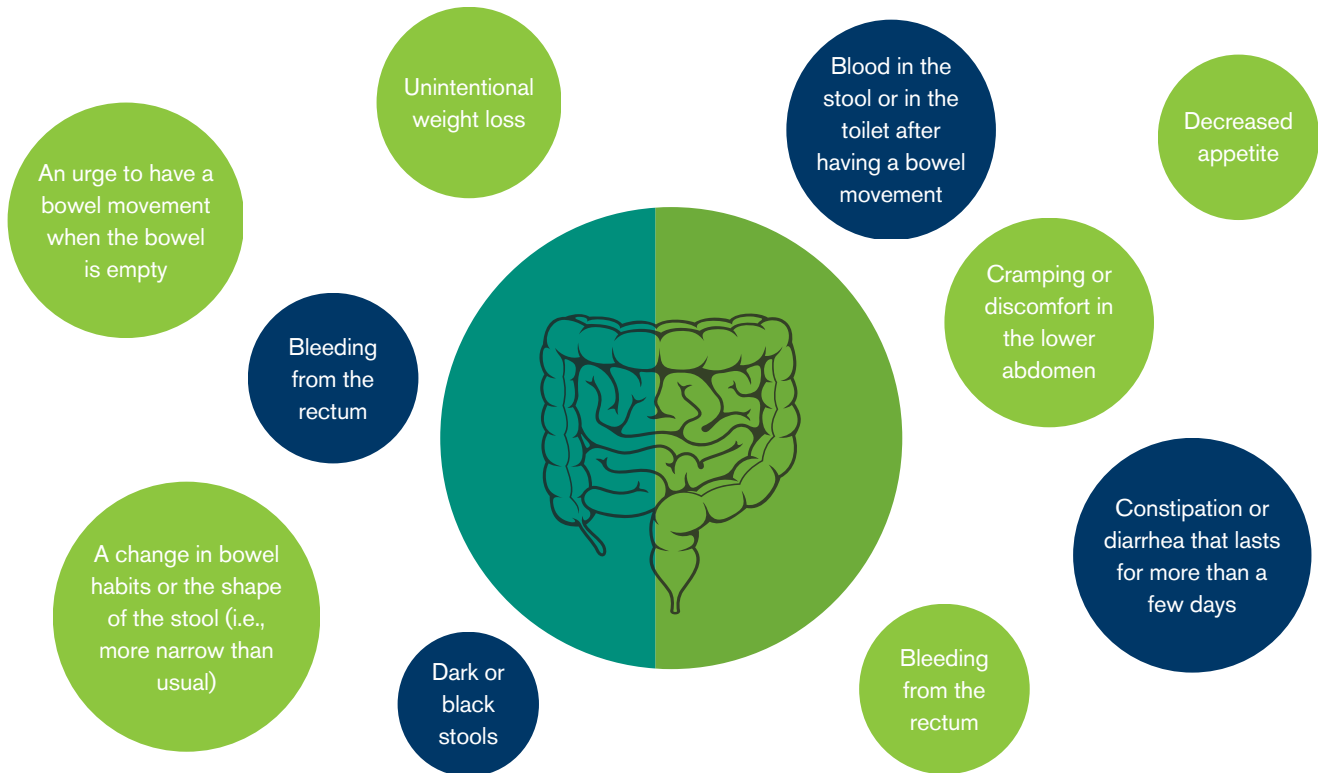 Unintentional
weight loss
Blood in the
stool or in the
toilet after
having a bowel
movement
Decreased
appetite
An urge to have a
bowel movement
when the bowel
is empty
Cramping or
discomfort in
the lower
abdomen
Bleeding
from the
rectum
A change in bowel
habits or the shape
of the stool (i.e.,
more narrow than
usual)
Constipation or
diarrhea that lasts
for more than a
few days
Dark or
black
stools
Bleeding
from the
rectum